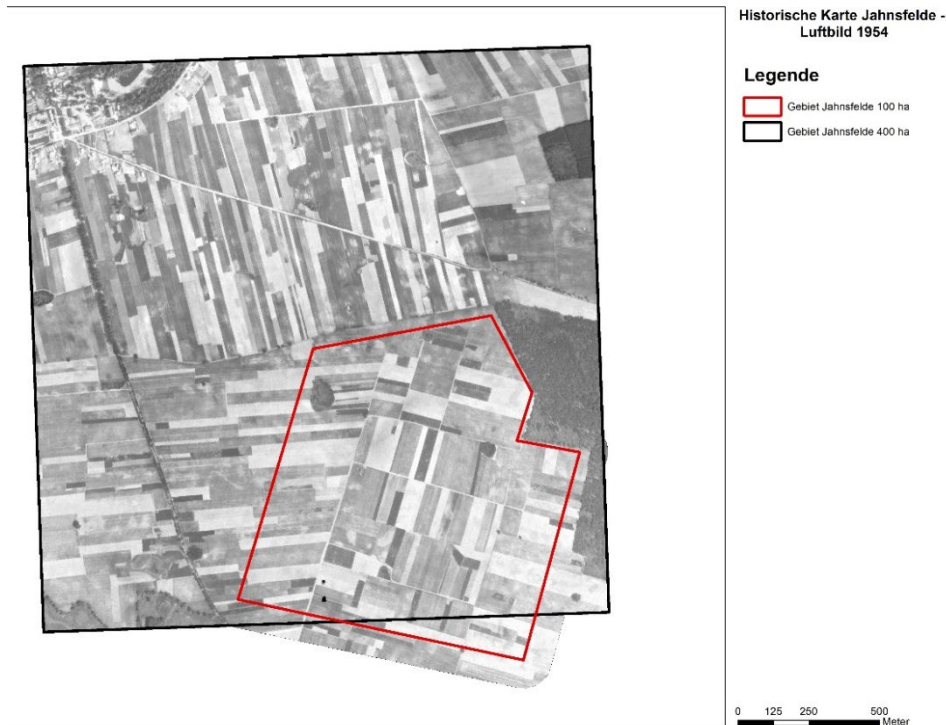 Historische Karte Jahnsfelde -
Luftbild 1954
Legende
Gebiet Jahnsfelde 100 ha
Gebiet Jahnsfelde 400 ha
0 125 250 500
Meter